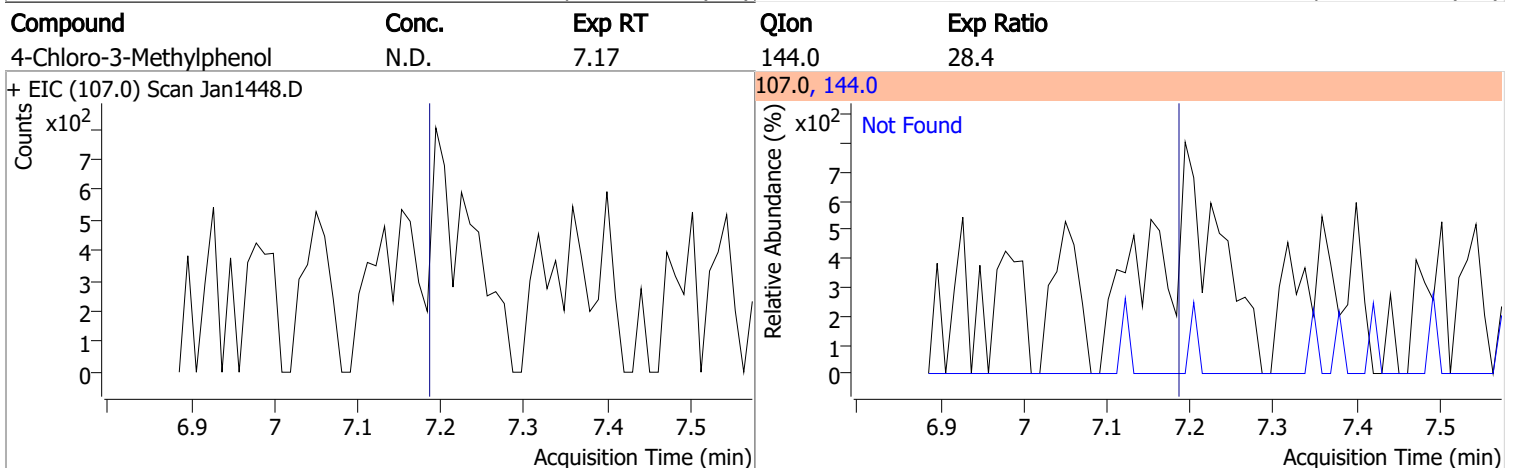 Compound Conc. Exp RT QIon Exp Ratio
4-Chloro-3-Methylphenol N.D. 7.17 144.0 28.4
+ EIC (107.0) Scan Jan1448.D
Counts
x10²
7
6
5
4
3
2
1
0
6.9 7 7.1 7.2 7.3 7.4 7.5
Acquisition Time (min)
107.0, 144.0
Relative Abundance (%)
x10²
Not Found
7
6
5
4
3
2
1
0
6.9 7 7.1 7.2 7.3 7.4 7.5
Acquisition Time (min)